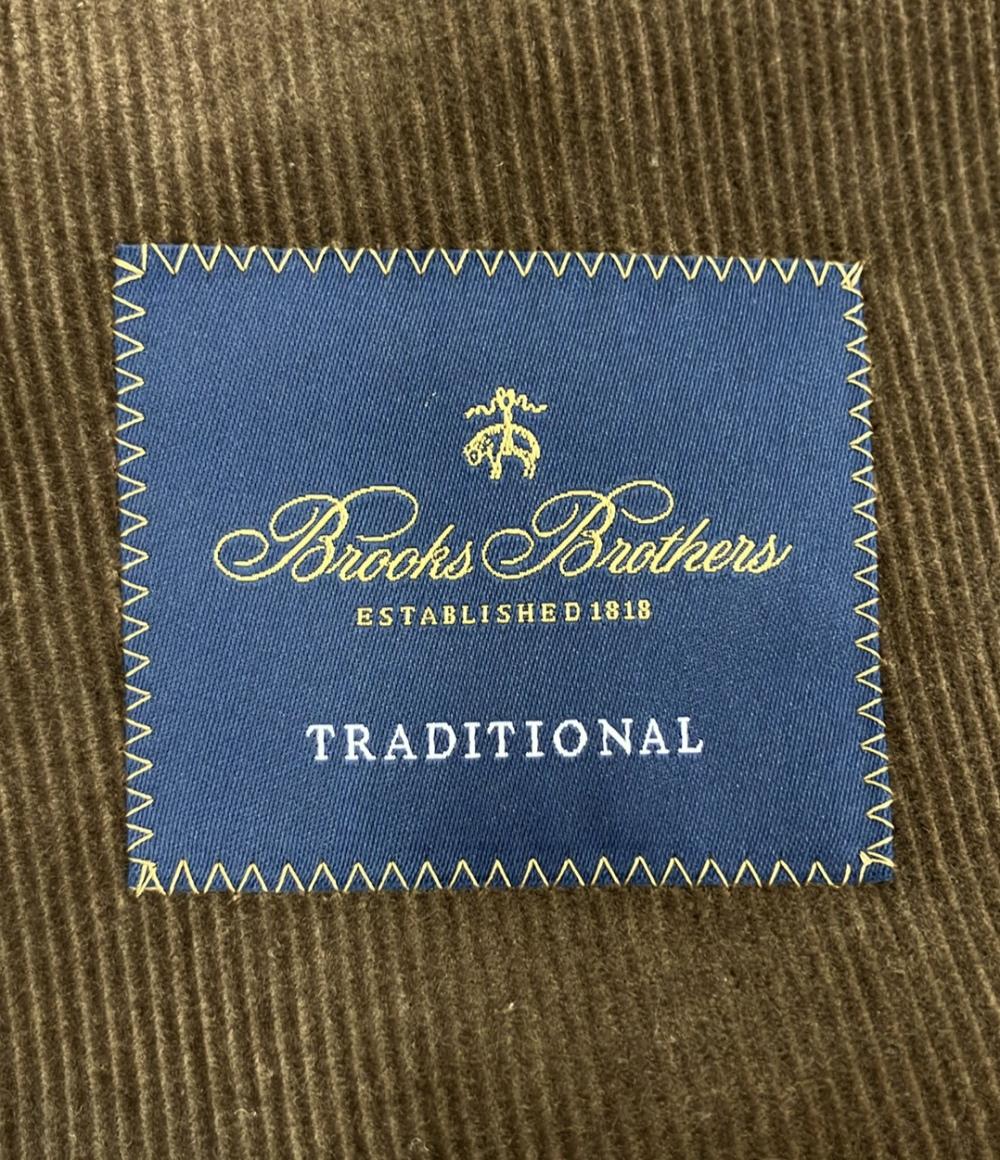 Brooks Brothers
ESTABLISHED 1818
TRADITIONAL